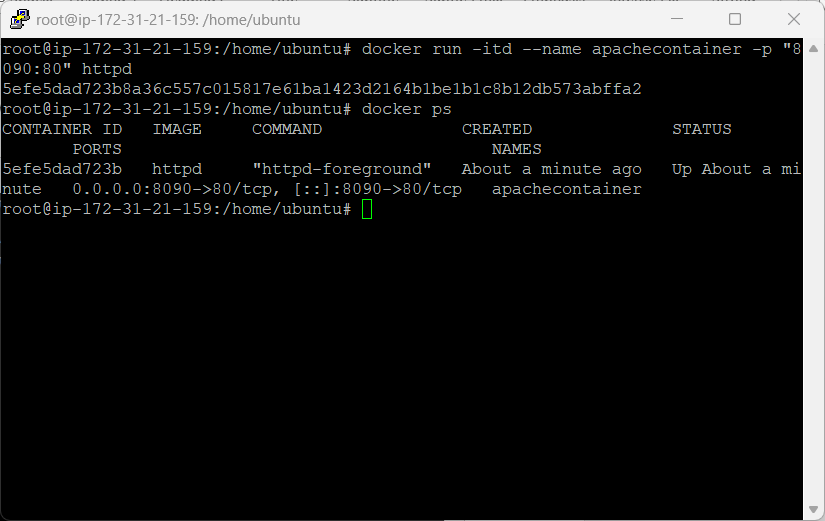 root@ip-172-31-21-159: /home/ubuntu
root@ip-172-31-21-159:/home/ubuntu# docker run -itd --name apachecontainer -p "8
090:80" httpd
5efe5dad723b8a36c557c015817e61ba1423d2164b1be1b1c8b12db573abffa2
root@ip-172-31-21-159:/home/ubuntu# docker ps
CONTAINER ID   IMAGE     COMMAND              CREATED              STATUS
       PORTS                                     NAMES
5efe5dad723b   httpd     "httpd-foreground"   About a minute ago   Up About a mi
nute   0.0.0.0:8090->80/tcp, [::]:8090->80/tcp   apachecontainer
root@ip-172-31-21-159:/home/ubuntu#